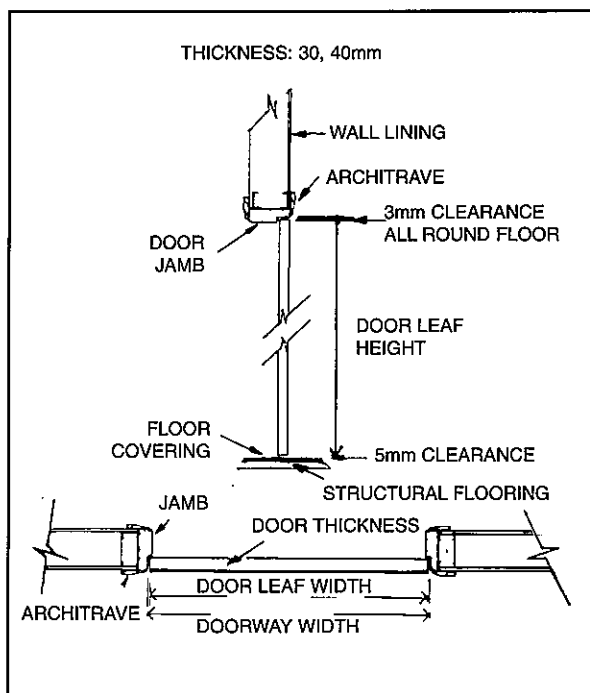 THICKNESS: 30, 40mm
WALL LINING
ARCHITRAVE
3mm CLEARANCE
ALL ROUND FLOOR
DOOR
JAMB
DOOR LEAF
HEIGHT
FLOOR
COVERING
5mm CLEARANCE
STRUCTURAL FLOORING
JAMB
DOOR THICKNESS
DOOR LEAF WIDTH
ARCHITRAVE
DOORWAY WIDTH